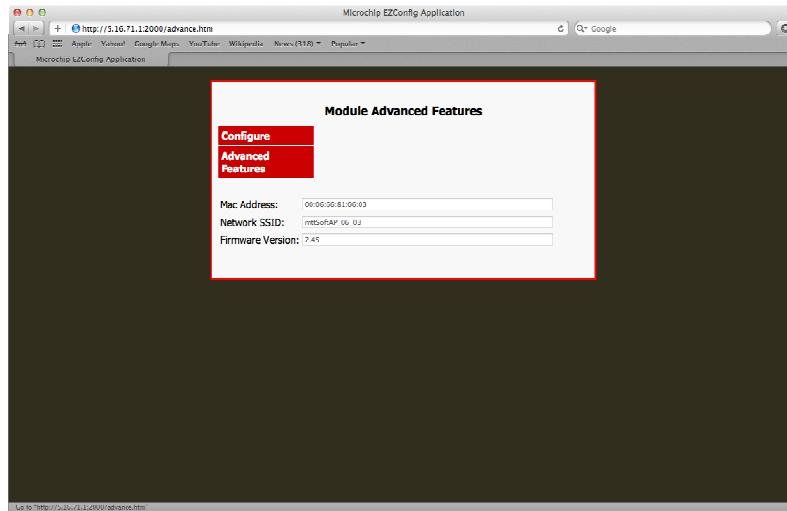 Microchip EZConfig Application
http://5.16.71.1:2000/advance.htm
Google
Apple Yahoo! Google Maps YouTube Wikipedia News (318) Popular
Microchip EZConfig Application
Module Advanced Features
Configure
Advanced
Features
Mac Address: 00:06:66:81:06:03
Network SSID: mttSoftAP_06_03
Firmware Version: 2.45
Go to "http://5.16.71.1:2000/advance.htm"